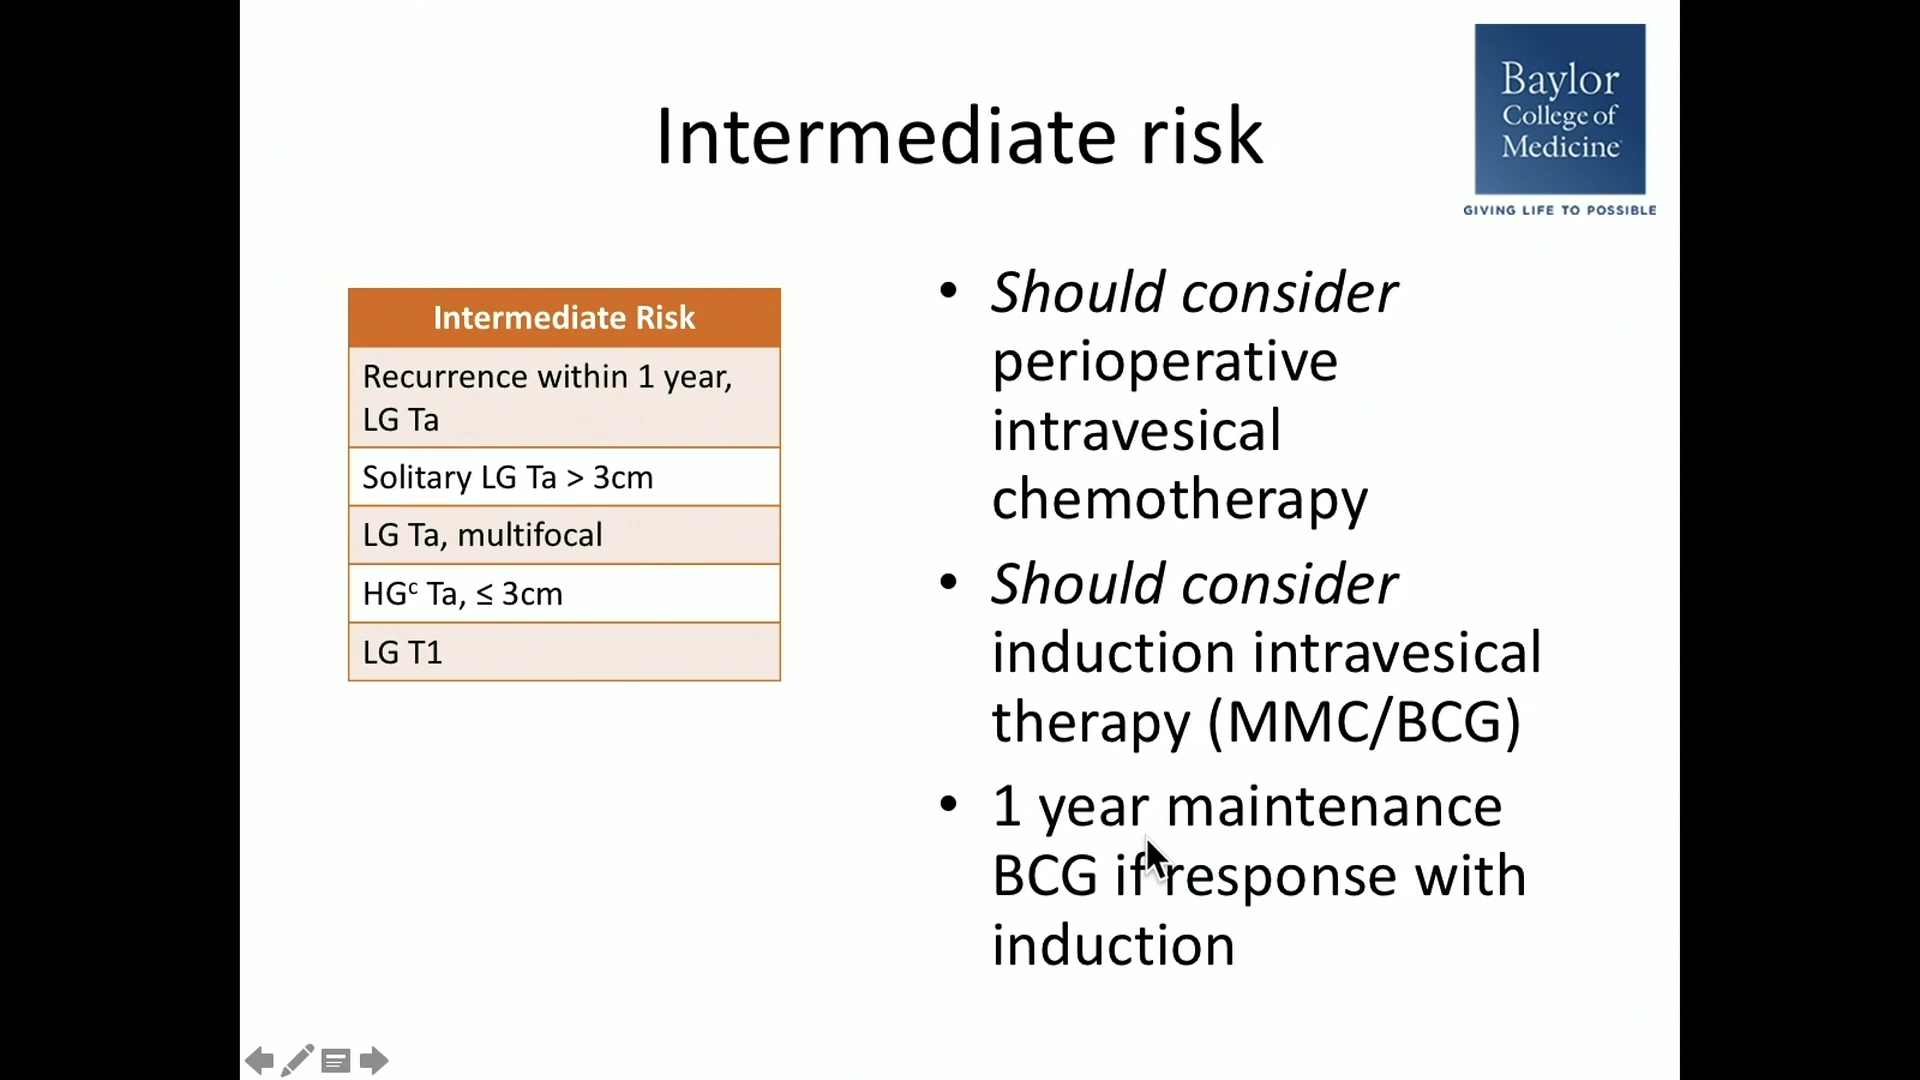 Baylor
College of
Medicine
GIVING LIFE TO POSSIBLE
Intermediate risk
Intermediate Risk
Recurrence within 1 year,
LG Ta
Solitary LG Ta > 3cm
LG Ta, multifocal
HGᶜ Ta, ≤ 3cm
LG T1
• Should consider
perioperative
intravesical
chemotherapy
• Should consider
induction intravesical
therapy (MMC/BCG)
• 1 year maintenance
BCG if response with
induction